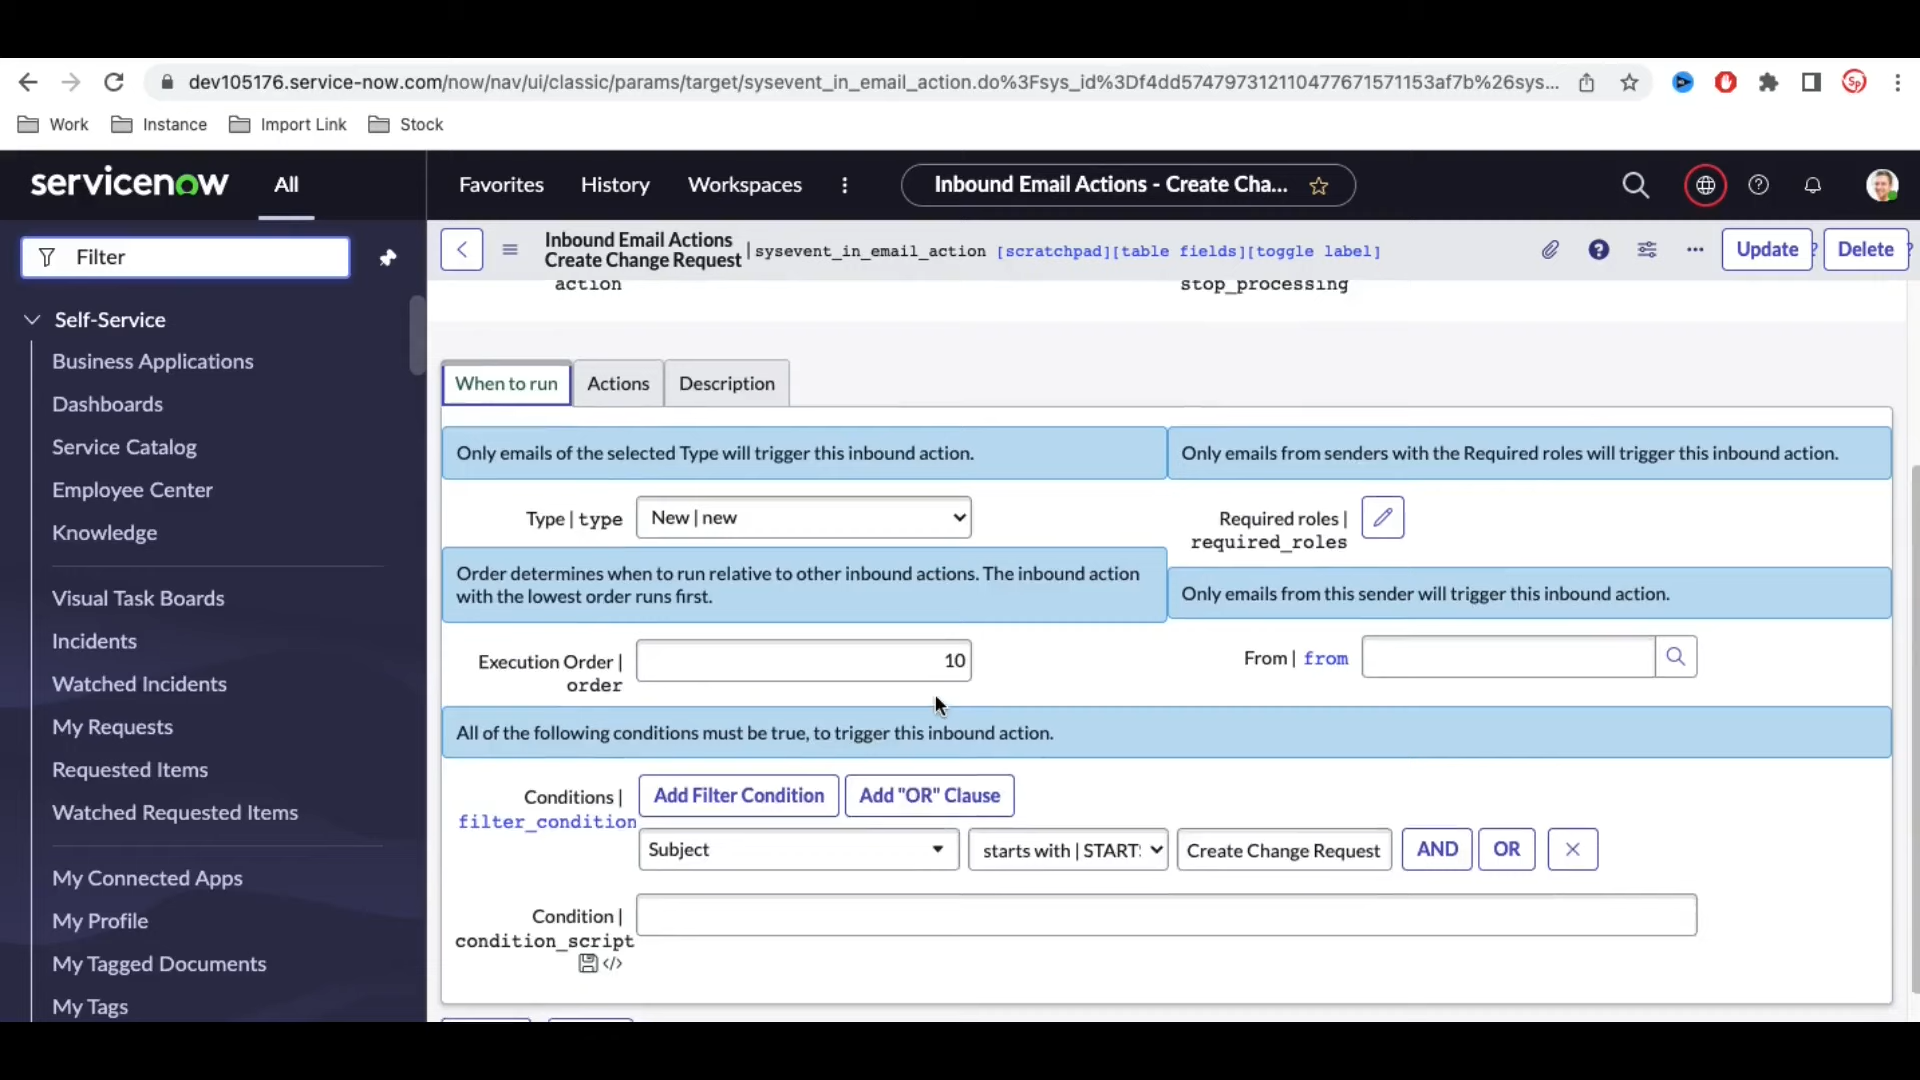 dev105176.service-now.com/now/nav/ui/classic/params/target/sysevent_in_email_action.do%3Fsys_id%3Df4dd574797312110477671571153af7b%26sys...
Sp
Work Instance Import Link Stock
servicenow All Favorites History Workspaces Inbound Email Actions - Create Cha...
Filter
Inbound Email Actions
Create Change Request | sysevent_in_email_action [scratchpad][table fields][toggle label]
Update
Delete
action
stop_processing
Self-Service
Business Applications
Dashboards
Service Catalog
Employee Center
Knowledge
Visual Task Boards
Incidents
Watched Incidents
My Requests
Requested Items
Watched Requested Items
My Connected Apps
My Profile
My Tagged Documents
My Tags
When to run Actions Description
Only emails of the selected Type will trigger this inbound action.
Only emails from senders with the Required roles will trigger this inbound action.
Type | type New | new
Required roles |
required_roles
Order determines when to run relative to other inbound actions. The inbound action
with the lowest order runs first.
Only emails from this sender will trigger this inbound action.
Execution Order | 10
order
From | from
All of the following conditions must be true, to trigger this inbound action.
Conditions | Add Filter Condition Add "OR" Clause
filter_condition
Subject starts with | START: Create Change Request AND OR
Condition |
condition_script